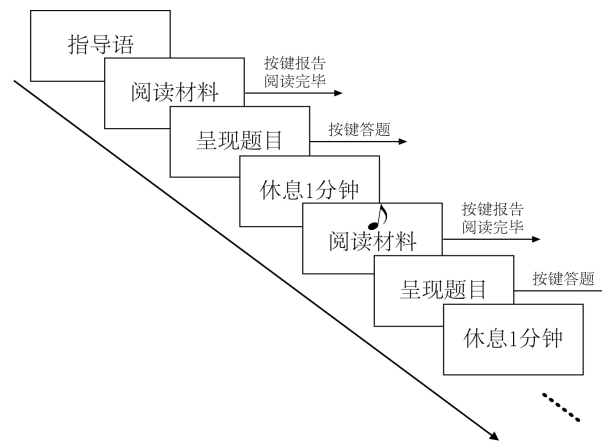 指导语
阅读材料
按键报告
阅读完毕
呈现题目
按键答题
休息1分钟
阅读材料
按键报告
阅读完毕
呈现题目
按键答题
休息1分钟